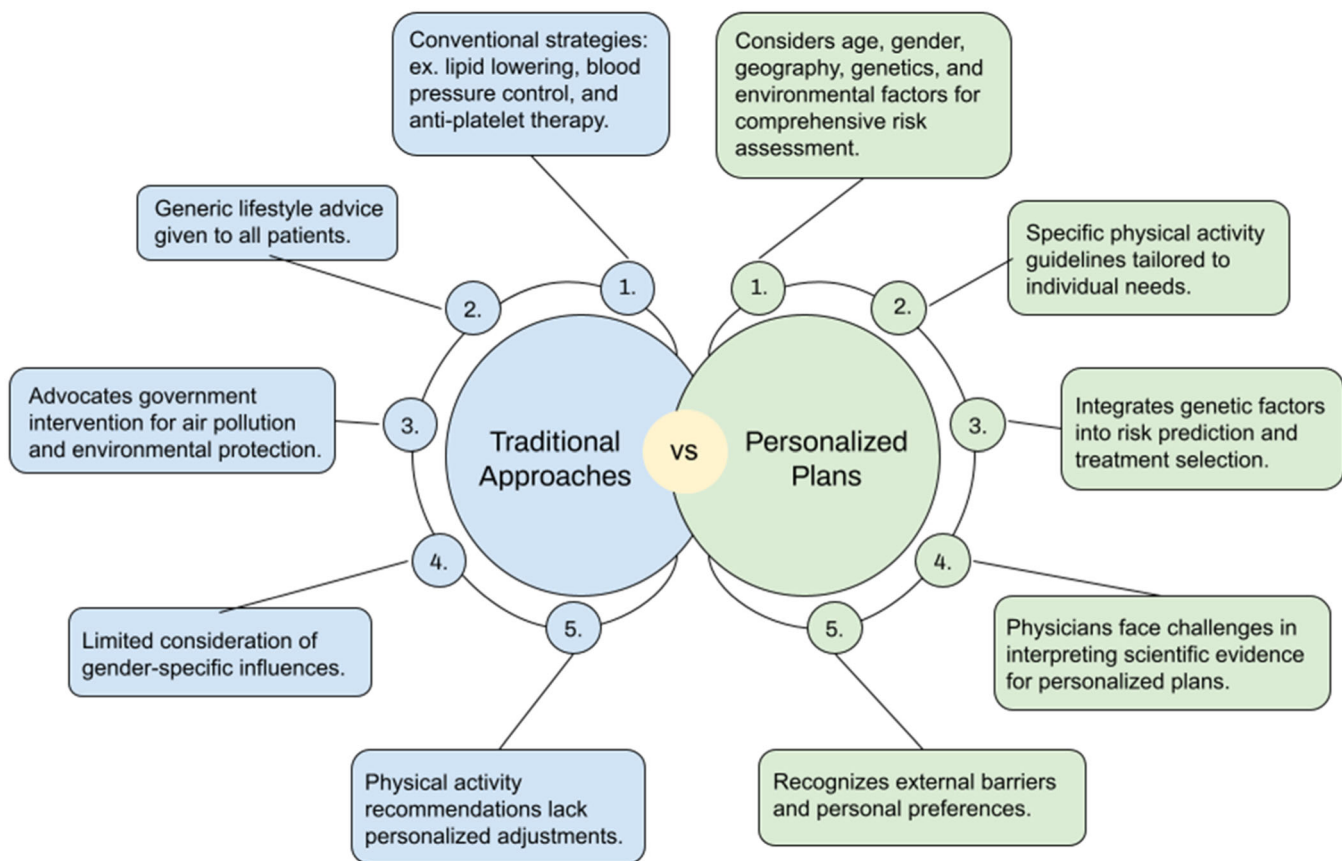 Conventional strategies:
ex. lipid lowering, blood
pressure control, and
anti-platelet therapy.
Considers age, gender,
geography, genetics, and
environmental factors for
comprehensive risk
assessment.
Generic lifestyle advice
given to all patients.
Specific physical activity
guidelines tailored to
individual needs.
1.
1.
2.
2.
Advocates government
intervention for air pollution
and environmental protection.
3.
Traditional
Approaches
vs
Personalized
Plans
3.
Integrates genetic factors
into risk prediction and
treatment selection.
4.
4.
Limited consideration of
gender-specific influences.
5.
5.
Physicians face challenges in
interpreting scientific evidence
for personalized plans.
Physical activity
recommendations lack
personalized adjustments.
Recognizes external barriers
and personal preferences.